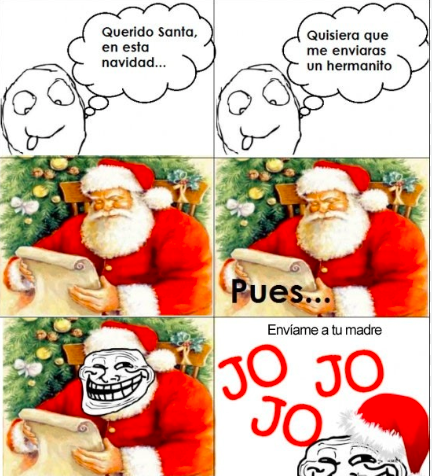 Querido Santa,
en esta
navidad...
Quisiera que
me enviaras
un hermanito
Pues...
Envíame a tu madre
JO JO
JO